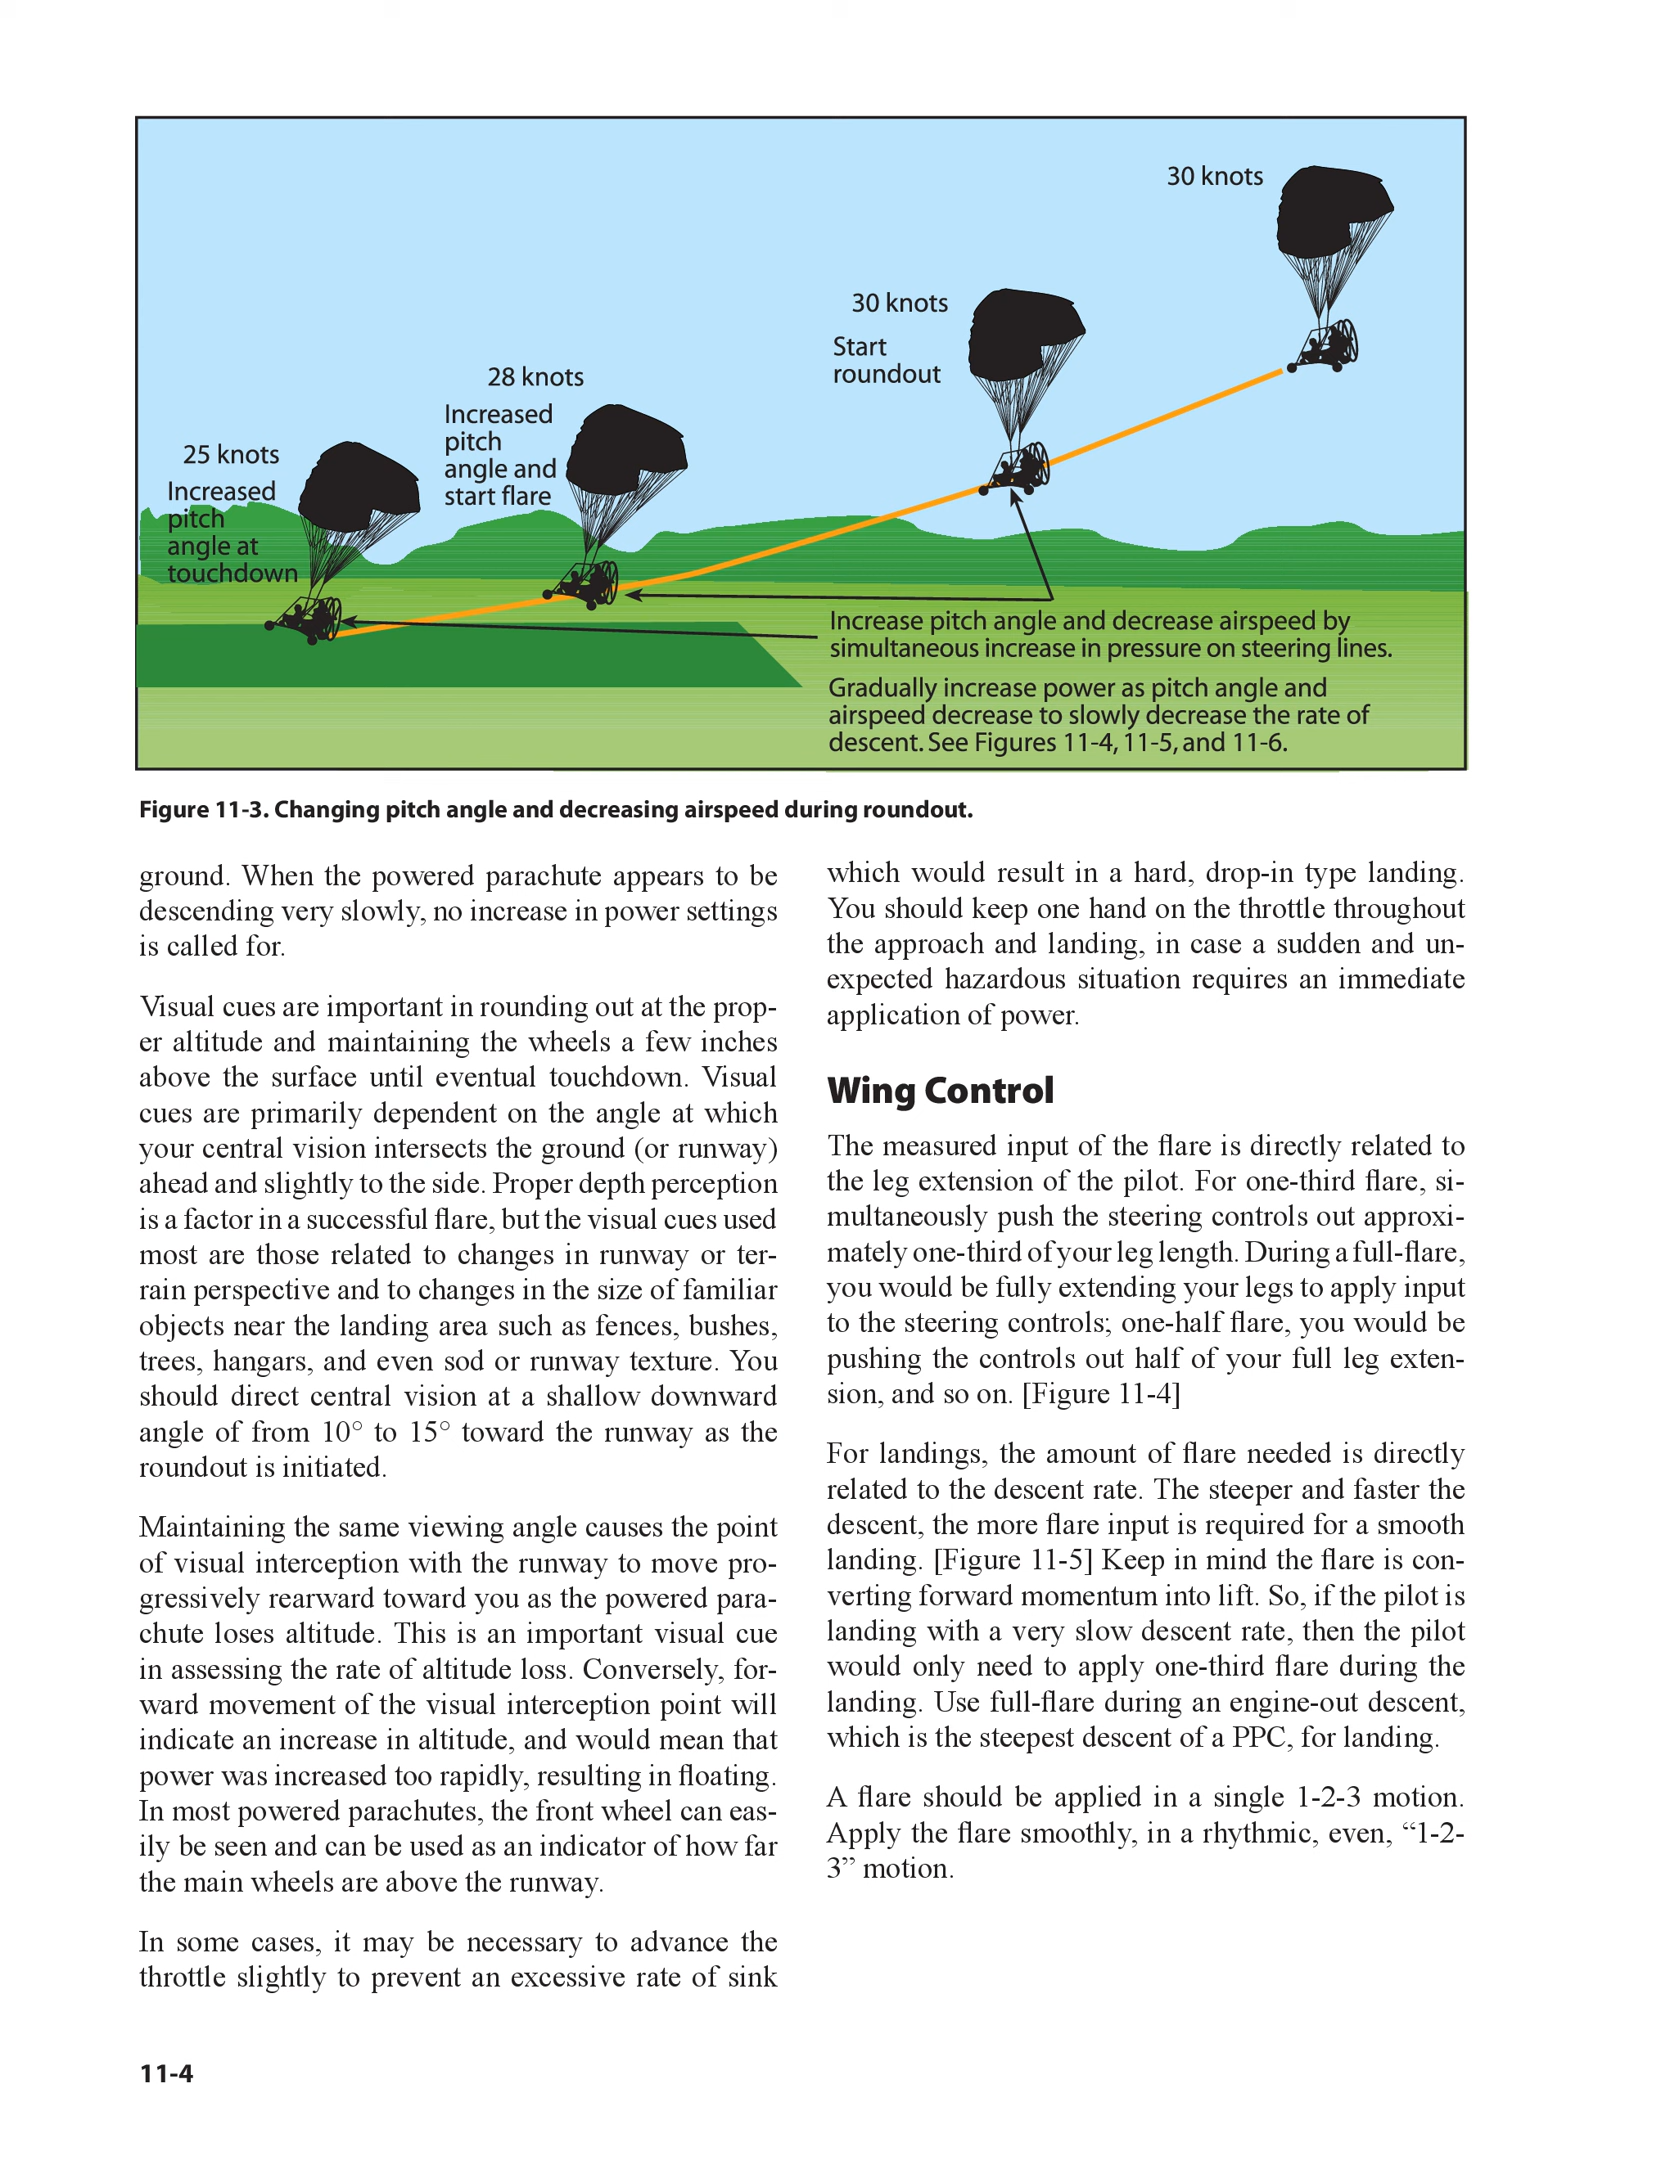 30 knots
30 knots
Start
roundout
28 knots
Increased
pitch
angle and
start flare
25 knots
Increased
pitch
angle at
touchdown
Increase pitch angle and decrease airspeed by
simultaneous increase in pressure on steering lines.
Gradually increase power as pitch angle and
airspeed decrease to slowly decrease the rate of
descent. See Figures 11-4, 11-5, and 11-6.
Figure 11-3. Changing pitch angle and decreasing airspeed during roundout.
ground. When the powered parachute appears to be
descending very slowly, no increase in power settings
is called for.
Visual cues are important in rounding out at the prop-
er altitude and maintaining the wheels a few inches
above the surface until eventual touchdown. Visual
cues are primarily dependent on the angle at which
your central vision intersects the ground (or runway)
ahead and slightly to the side. Proper depth perception
is a factor in a successful flare, but the visual cues used
most are those related to changes in runway or ter-
rain perspective and to changes in the size of familiar
objects near the landing area such as fences, bushes,
trees, hangars, and even sod or runway texture. You
should direct central vision at a shallow downward
angle of from 10° to 15° toward the runway as the
roundout is initiated.
Maintaining the same viewing angle causes the point
of visual interception with the runway to move pro-
gressively rearward toward you as the powered para-
chute loses altitude. This is an important visual cue
in assessing the rate of altitude loss. Conversely, for-
ward movement of the visual interception point will
indicate an increase in altitude, and would mean that
power was increased too rapidly, resulting in floating.
In most powered parachutes, the front wheel can eas-
ily be seen and can be used as an indicator of how far
the main wheels are above the runway.
In some cases, it may be necessary to advance the
throttle slightly to prevent an excessive rate of sink
which would result in a hard, drop-in type landing.
You should keep one hand on the throttle throughout
the approach and landing, in case a sudden and un-
expected hazardous situation requires an immediate
application of power.
Wing Control
The measured input of the flare is directly related to
the leg extension of the pilot. For one-third flare, si-
multaneously push the steering controls out approxi-
mately one-third of your leg length. During a full-flare,
you would be fully extending your legs to apply input
to the steering controls; one-half flare, you would be
pushing the controls out half of your full leg exten-
sion, and so on. [Figure 11-4]
For landings, the amount of flare needed is directly
related to the descent rate. The steeper and faster the
descent, the more flare input is required for a smooth
landing. [Figure 11-5] Keep in mind the flare is con-
verting forward momentum into lift. So, if the pilot is
landing with a very slow descent rate, then the pilot
would only need to apply one-third flare during the
landing. Use full-flare during an engine-out descent,
which is the steepest descent of a PPC, for landing.
A flare should be applied in a single 1-2-3 motion.
Apply the flare smoothly, in a rhythmic, even, “1-2-
3” motion.
11-4